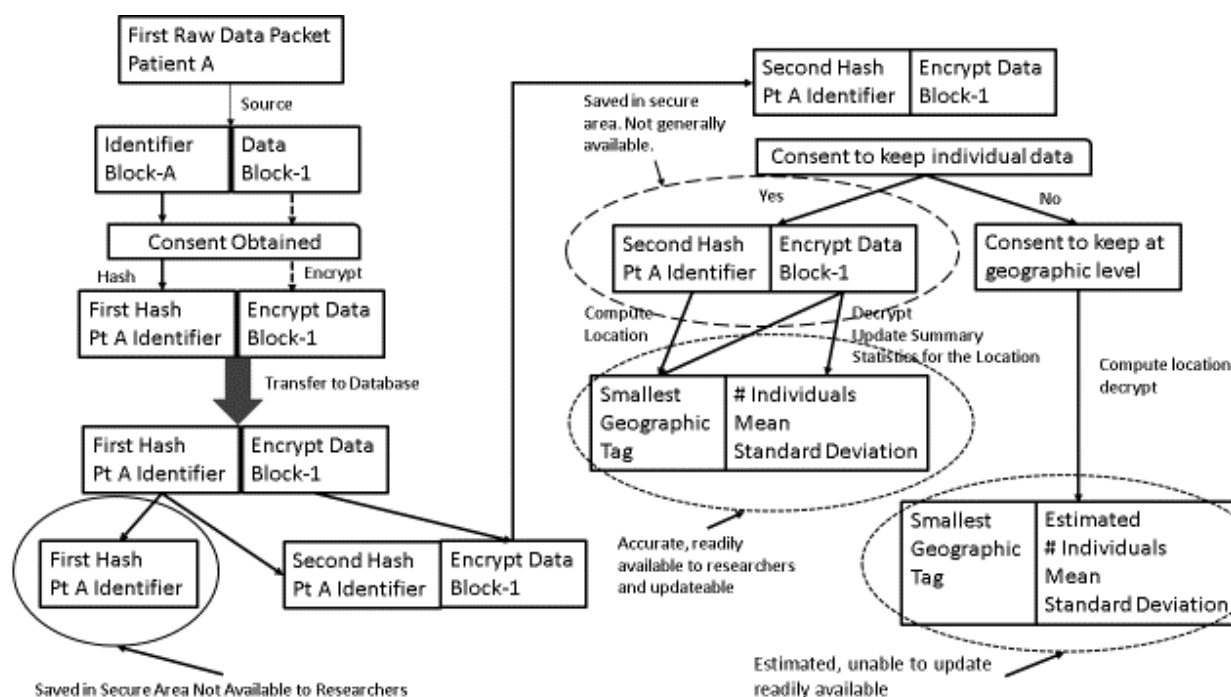 First Raw Data Packet
Patient A
Source
Identifier
Block-A
Data
Block-1
Consent Obtained
Hash
Encrypt
First Hash
Pt A Identifier
Encrypt Data
Block-1
Transfer to Database
First Hash
Pt A Identifier
Encrypt Data
Block-1
First Hash
Pt A Identifier
Second Hash
Pt A Identifier
Encrypt Data
Block-1
Saved in Secure Area Not Available to Researchers
Second Hash
Pt A Identifier
Encrypt Data
Block-1
Saved in secure
area. Not generally
available.
Consent to keep individual data
Yes
No
Second Hash
Pt A Identifier
Encrypt Data
Block-1
Consent to keep at
geographic level
Compute
Location
Decrypt
Update Summary
Statistics for the Location
Compute location
decrypt
Smallest
Geographic
Tag
# Individuals
Mean
Standard Deviation
Accurate, readily
available to researchers
and updateable
Smallest
Geographic
Tag
Estimated
# Individuals
Mean
Standard Deviation
Estimated, unable to update
readily available